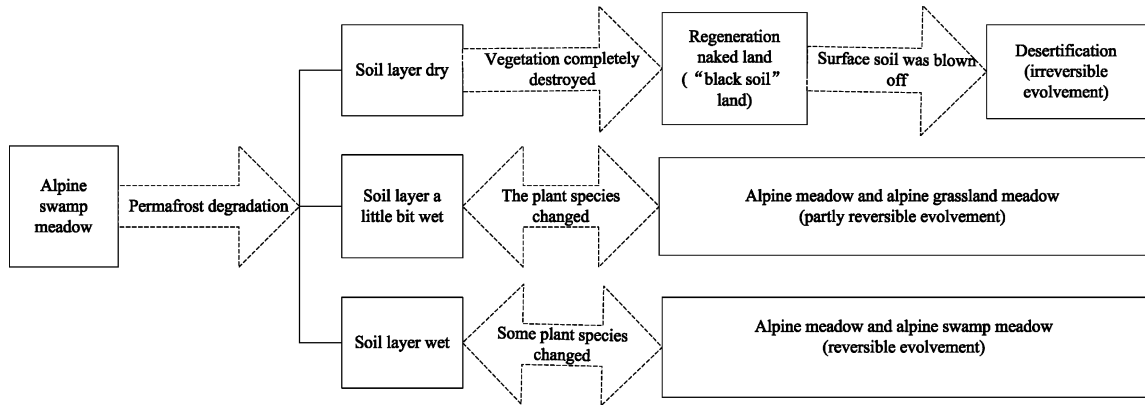 Alpine
swamp
meadow
Permafrost degradation
Soil layer dry
Vegetation completely
destroyed
Regeneration
naked land
( “black soil”
land)
Surface soil was blown
off
Desertification
(irreversible
evolvement)
Soil layer a
little bit wet
The plant species
changed
Alpine meadow and alpine grassland meadow
(partly reversible evolvement)
Soil layer wet
Some plant species
changed
Alpine meadow and alpine swamp meadow
(reversible evolvement)